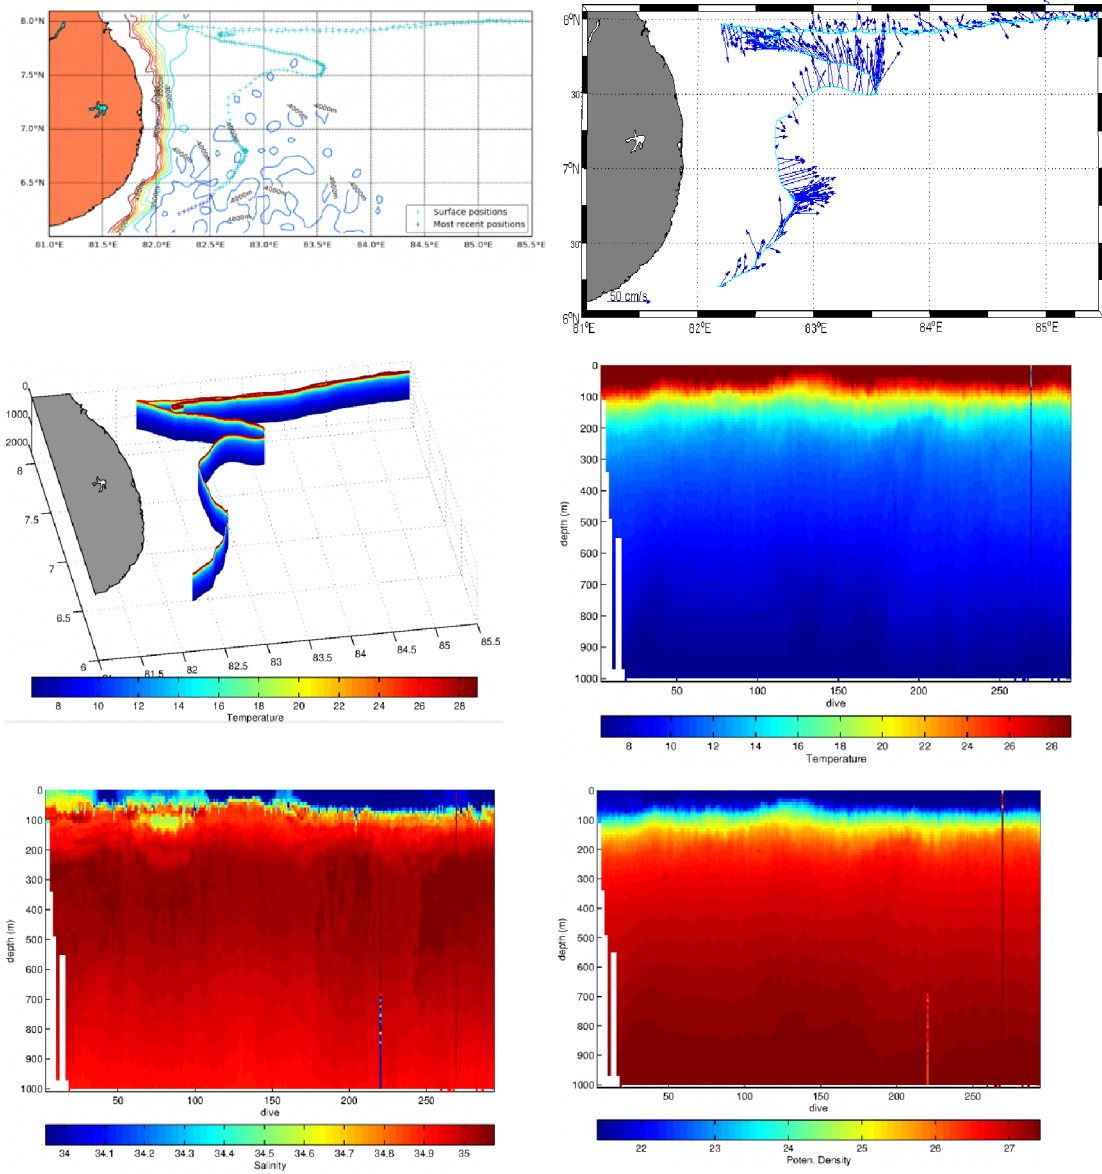 8.0°N
7.5°N
7.0°N
6.5°N
-4000m
-4000m
-4000m
-4000m
-4000m
-4000m
-4000m
-4000m
Surface positions
Most recent positions
81.0°E 81.5°E 82.0°E 82.5°E 83.0°E 83.5°E 84.0°E 84.5°E 85.0°E 85.5°E
8°N
30'
7°N
30'
6°N
50 cm/s
81°E 82°E 83°E 84°E 85°E
0
1000
2000
8
7.5
7
6.5
6
81.5 82 82.5 83 83.5 84 84.5 85 85.5
8 10 12 14 16 18 20 22 24 26 28
Temperature
0
100
200
300
400
500
600
700
800
900
1000
depth (m)
50 100 150 200 250
dive
8 10 12 14 16 18 20 22 24 26 28
Temperature
0
100
200
300
400
500
600
700
800
900
1000
depth (m)
50 100 150 200 250
dive
34 34.1 34.2 34.3 34.4 34.5 34.6 34.7 34.8 34.9 35
Salinity
0
100
200
300
400
500
600
700
800
900
1000
depth (m)
50 100 150 200 250
dive
22 23 24 25 26 27
Poten. Density